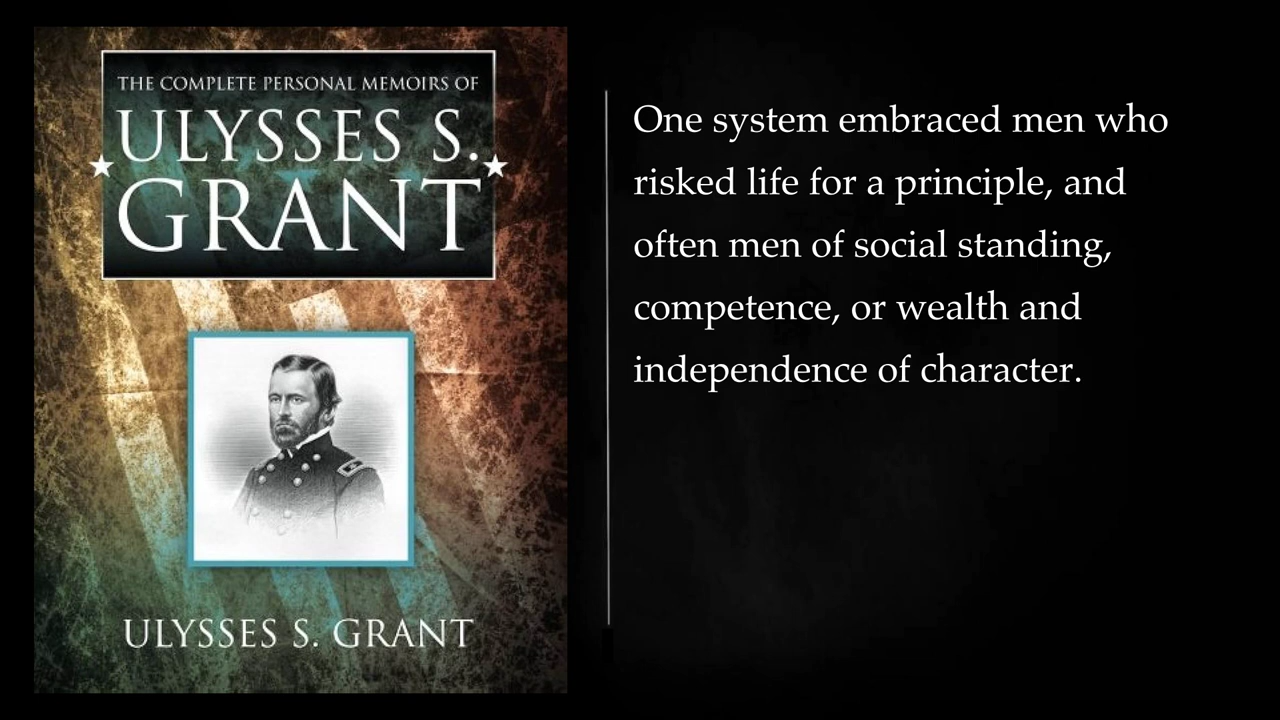 THE COMPLETE PERSONAL MEMOIRS OF
ULYSSES S.
GRANT
ULYSSES S. GRANT
One system embraced men who
risked life for a principle, and
often men of social standing,
competence, or wealth and
independence of character.